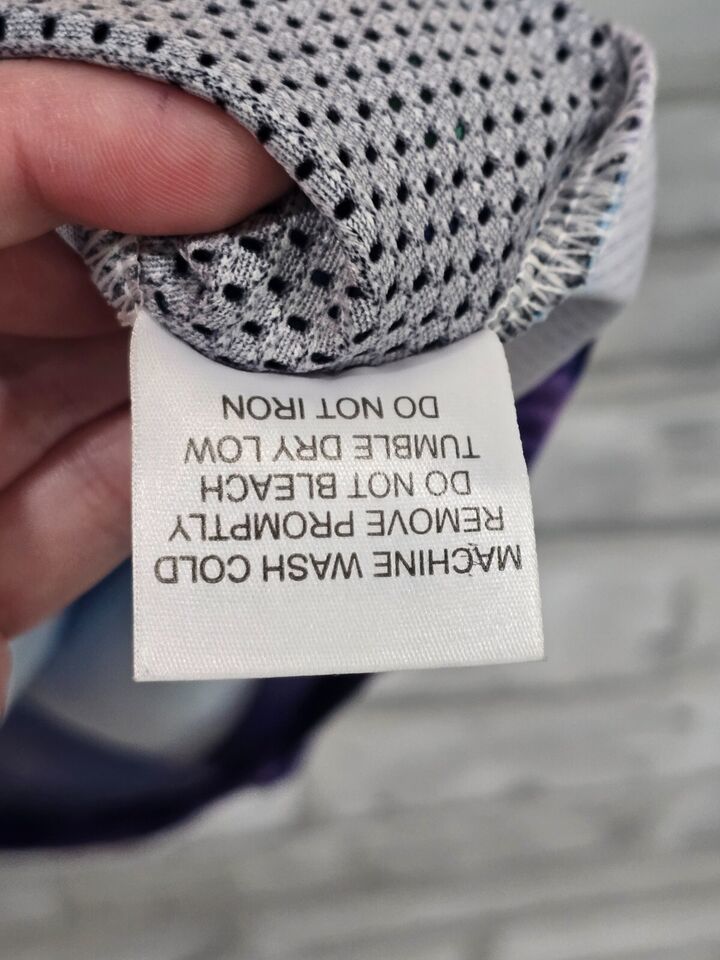 MACHINE WASH COLD
REMOVE PROMPTLY
DO NOT BLEACH
TUMBLE DRY LOW
DO NOT IRON